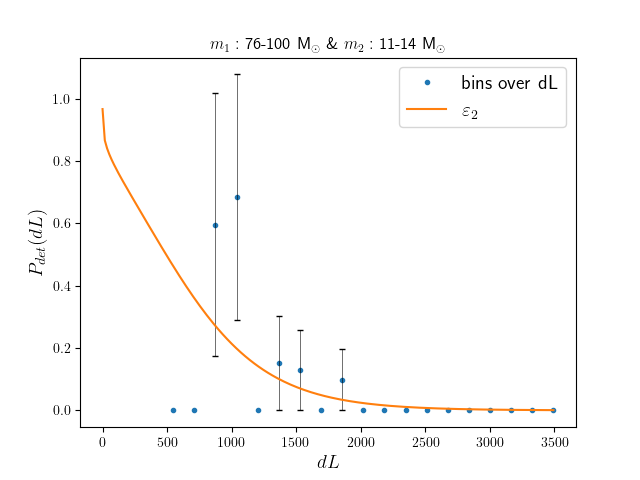 m₁ : 76-100 M⊙ & m₂ : 11-14 M⊙
bins over dL
ε₂
P_det(dL)
1.0
0.8
0.6
0.4
0.2
0.0
0 500 1000 1500 2000 2500 3000 3500
dL